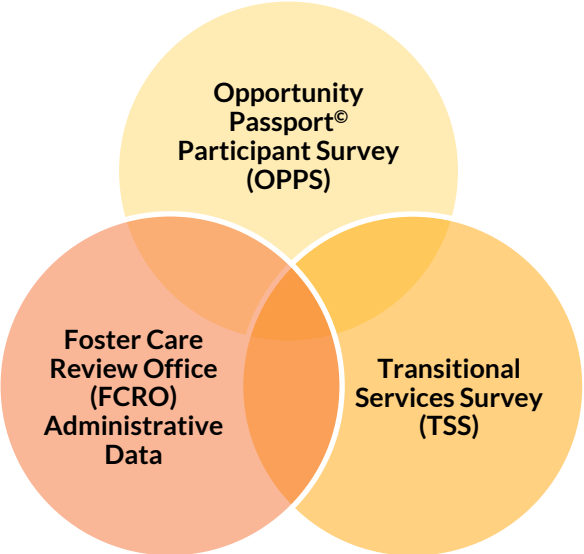 Opportunity
Passport©
Participant Survey
(OPPS)
Foster Care
Review Office
(FCRO)
Administrative
Data
Transitional
Services Survey
(TSS)